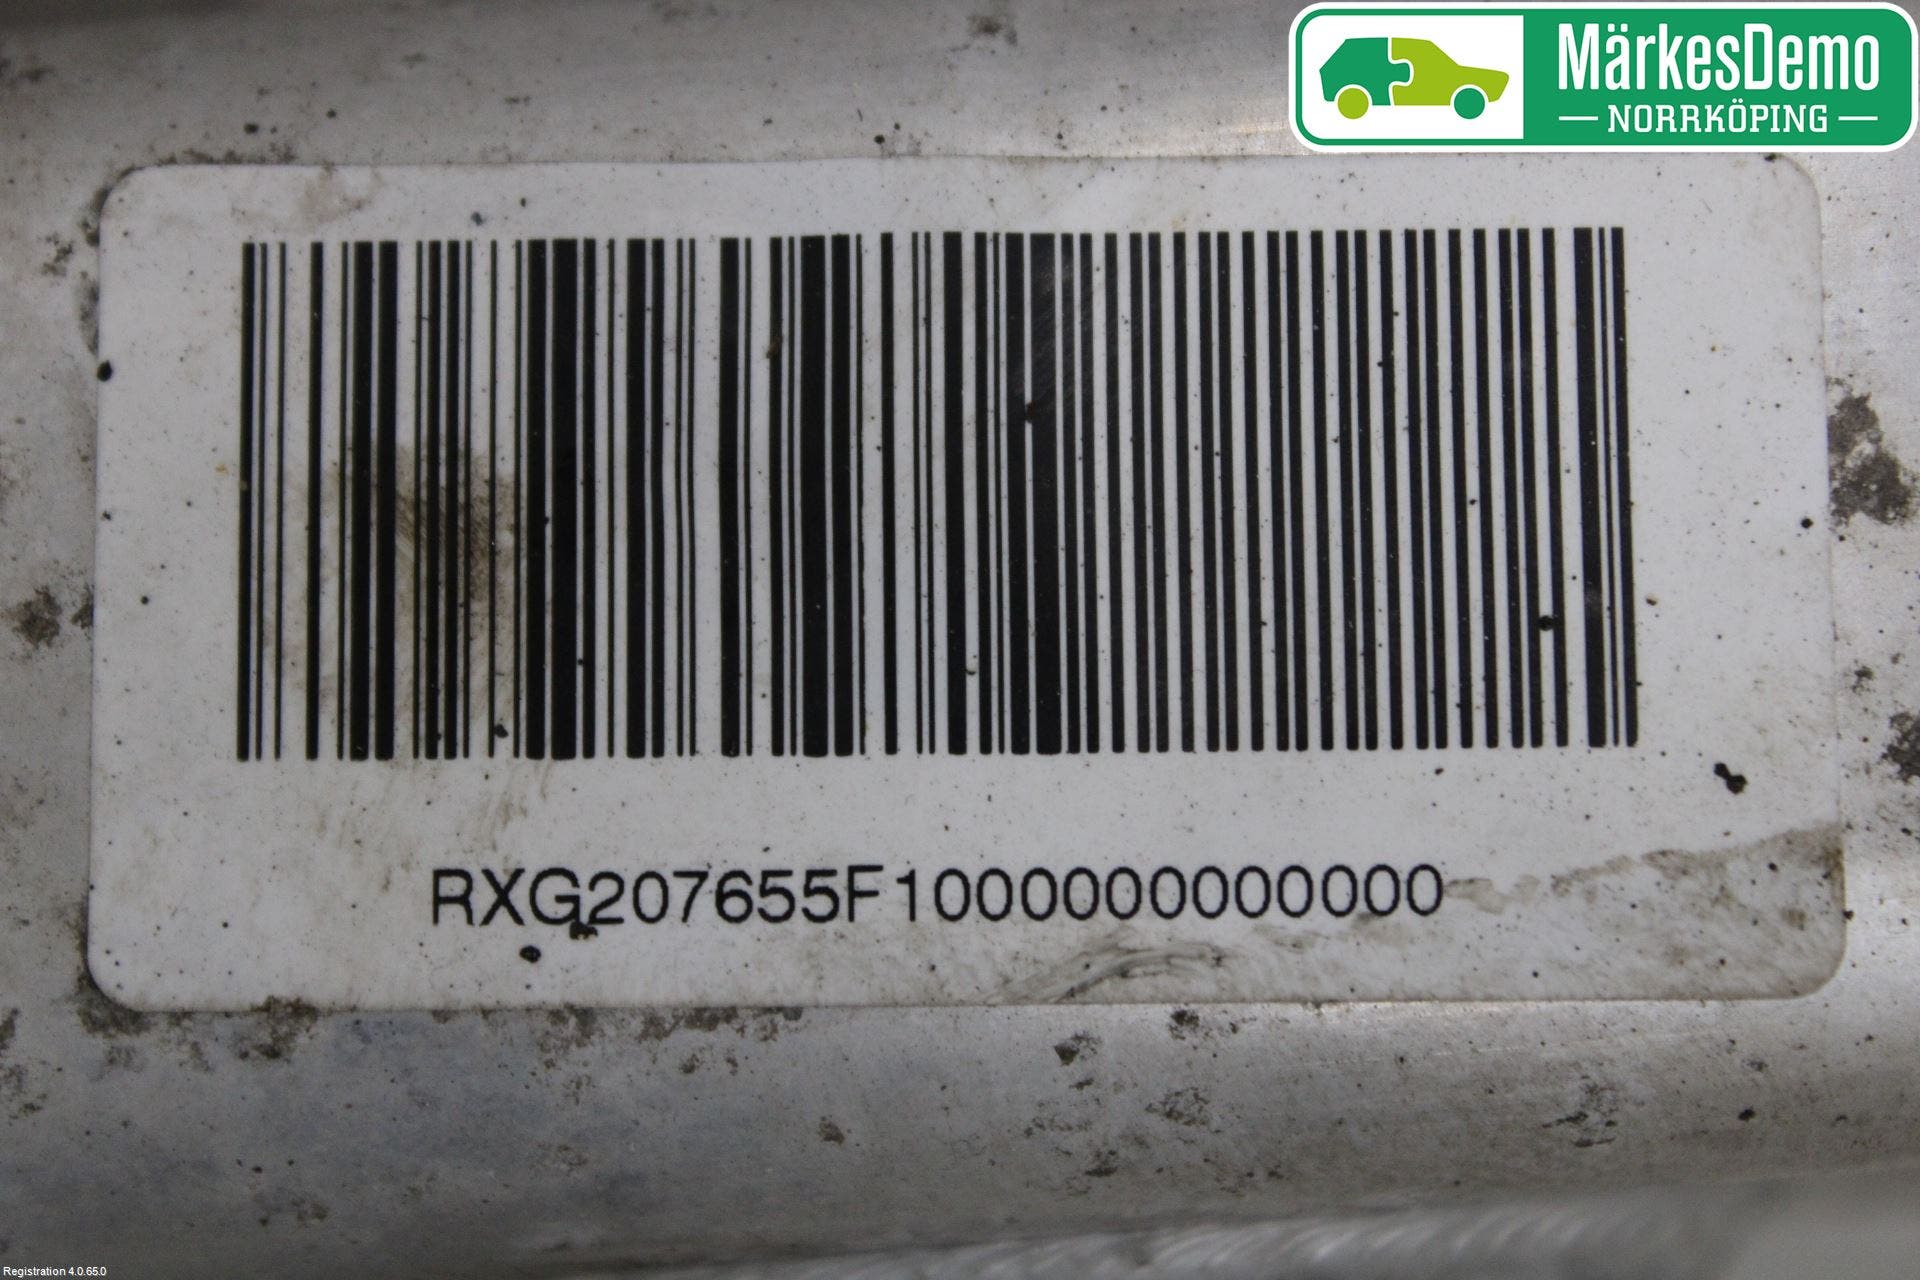 MärkesDemo
NORRKÖPING
RXG207655F1000000000000
Registration 4.0.65.0